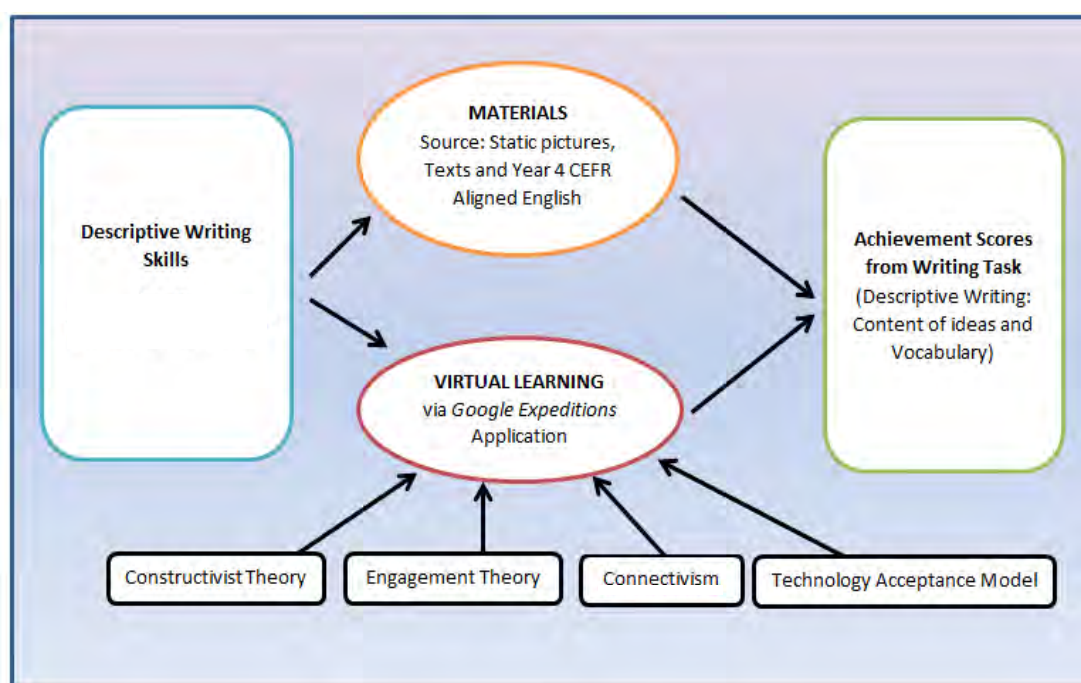 Descriptive Writing
Skills
MATERIALS
Source: Static pictures,
Texts and Year 4 CEFR
Aligned English
VIRTUAL LEARNING
via Google Expeditions
Application
Achievement Scores
from Writing Task
(Descriptive Writing:
Content of ideas and
Vocabulary)
Constructivist Theory
Engagement Theory
Connectivism
Technology Acceptance Model